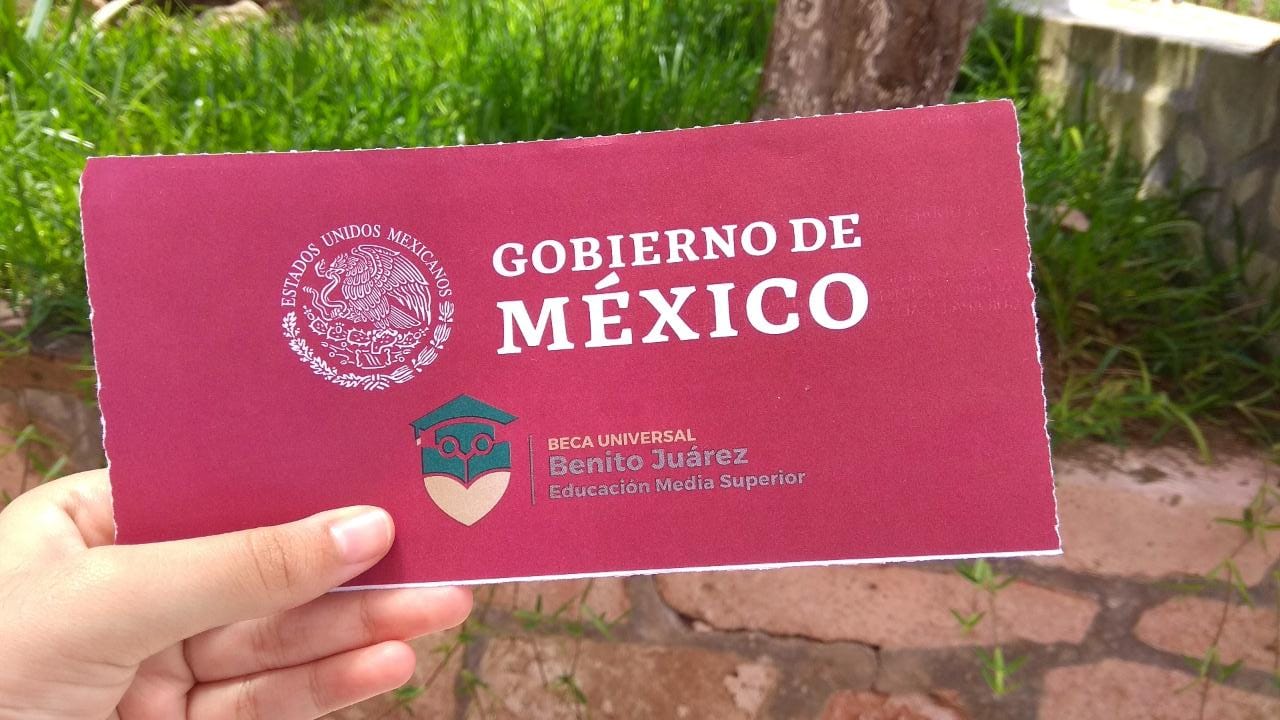 ESTADOS UNIDOS MEXICANOS
GOBIERNO DE
MÉXICO
BECA UNIVERSAL
Benito Juárez
Educación Media Superior